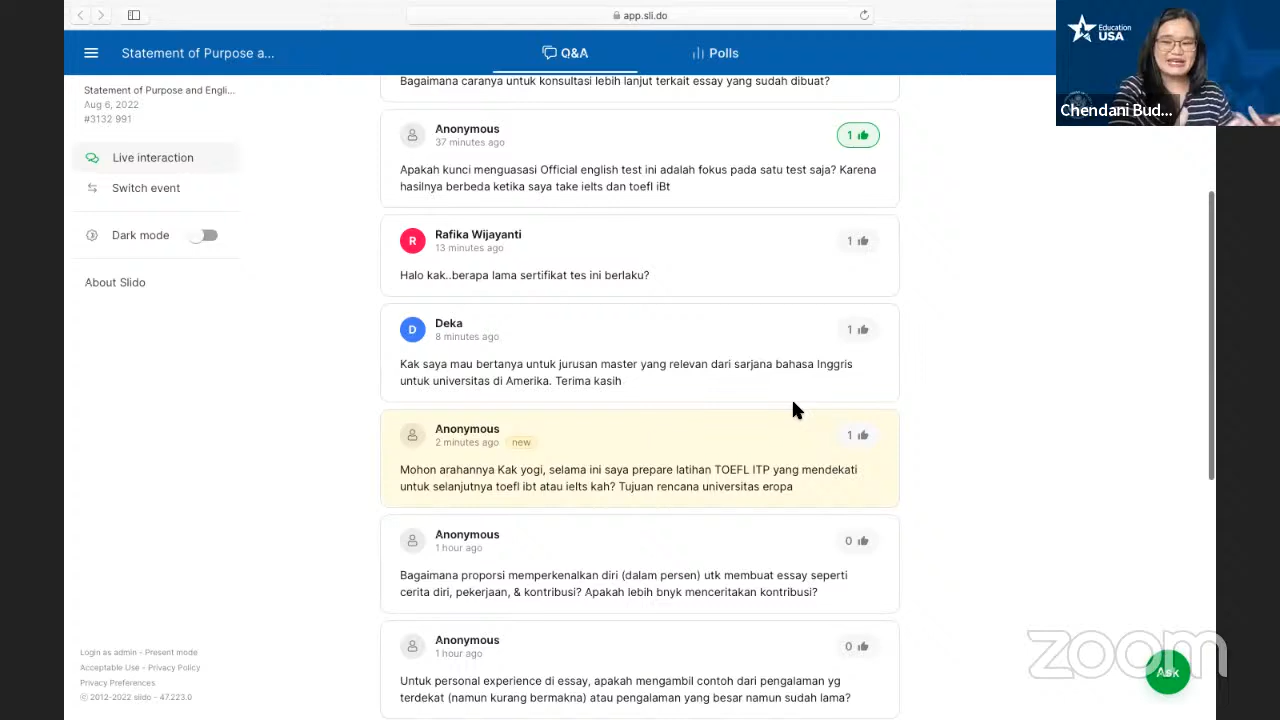 app.sli.do
Education
USA
Statement of Purpose a...
Q&A
Polls
Chendani Bud...
Statement of Purpose and Engli...
Aug 6, 2022
#3132 991
Live interaction
Switch event
Dark mode
About Slido
Bagaimana caranya untuk konsultasi lebih lanjut terkait essay yang sudah dibuat?
Anonymous
37 minutes ago
1
Apakah kunci menguasasi Official english test ini adalah fokus pada satu test saja? Karena
hasilnya berbeda ketika saya take ielts dan toefl iBt
R
Rafika Wijayanti
13 minutes ago
1
Halo kak..berapa lama sertifikat tes ini berlaku?
D
Deka
8 minutes ago
1
Kak saya mau bertanya untuk jurusan master yang relevan dari sarjana bahasa Inggris
untuk universitas di Amerika. Terima kasih
Anonymous
2 minutes ago new
1
Mohon arahannya Kak yogi, selama ini saya prepare latihan TOEFL ITP yang mendekati
untuk selanjutnya toefl ibt atau ielts kah? Tujuan rencana universitas eropa
Anonymous
1 hour ago
0
Bagaimana proporsi memperkenalkan diri (dalam persen) utk membuat essay seperti
cerita diri, pekerjaan, & kontribusi? Apakah lebih bnyk menceritakan kontribusi?
Anonymous
1 hour ago
0
Untuk personal experience di essay, apakah mengambil contoh dari pengalaman yg
terdekat (namun kurang bermakna) atau pengalaman yang besar namun sudah lama?
Login as admin - Present mode
Acceptable Use - Privacy Policy
Privacy Preferences
© 2012-2022 slido - 47.223.0
zoom
Ask